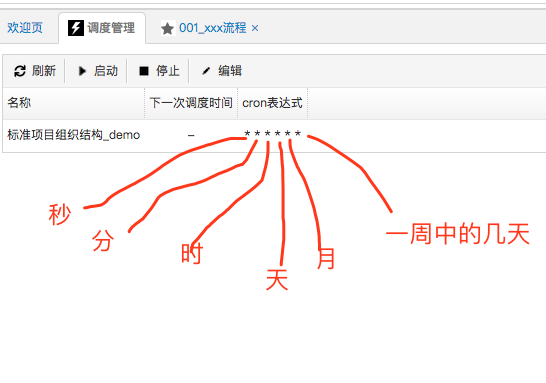 欢迎页 调度管理 001_xxx流程 ×
刷新 启动 停止 编辑
名称 下一次调度时间 cron表达式
标准项目组织结构_demo – * * * * * *
秒 分 时 天 月 一周中的几天